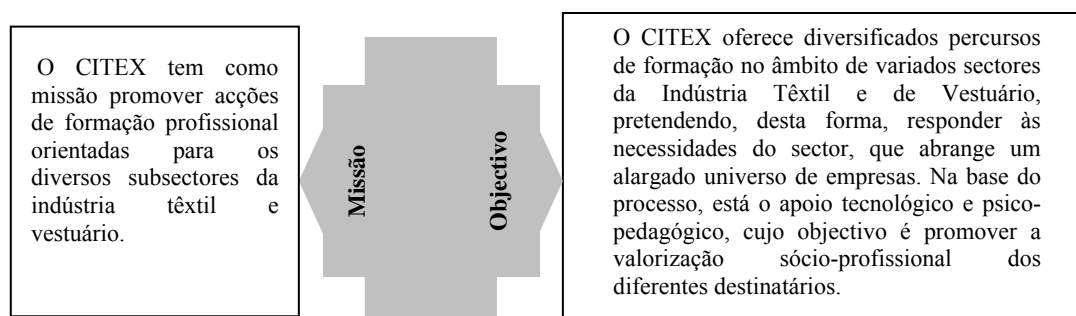 O CITEX tem como
missão promover acções
de formação profissional
orientadas para os
diversos subsectores da
indústria têxtil e
vestuário.
Missão
Objectivo
O CITEX oferece diversificados percursos
de formação no âmbito de variados sectores
da Indústria Têxtil e de Vestuário,
pretendendo, desta forma, responder às
necessidades do sector, que abrange um
alargado universo de empresas. Na base do
processo, está o apoio tecnológico e psico-
pedagógico, cujo objectivo é promover a
valorização sócio-profissional dos
diferentes destinatários.